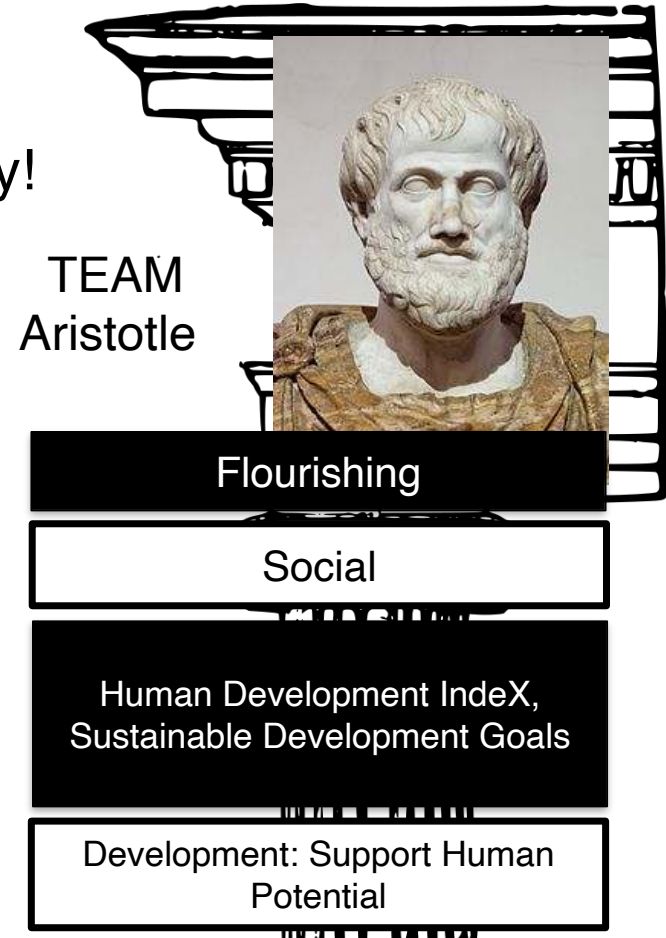 y!
TEAM
Aristotle
Flourishing
Social
Human Development IndeX,
Sustainable Development Goals
Development: Support Human
Potential